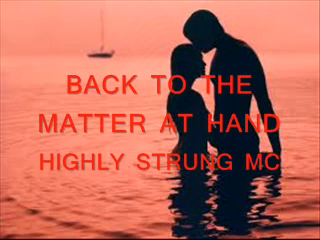 BACK TO THE
MATTER AT HAND
HIGHLY STRUNG MC